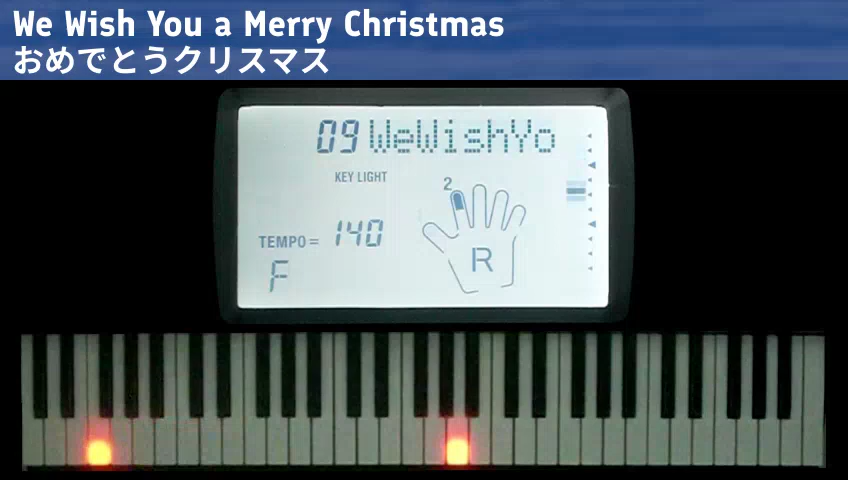 We Wish You a Merry Christmas
おめでとうクリスマス
09 WeWishYo
KEY LIGHT
2
TEMPO = 140
R
F